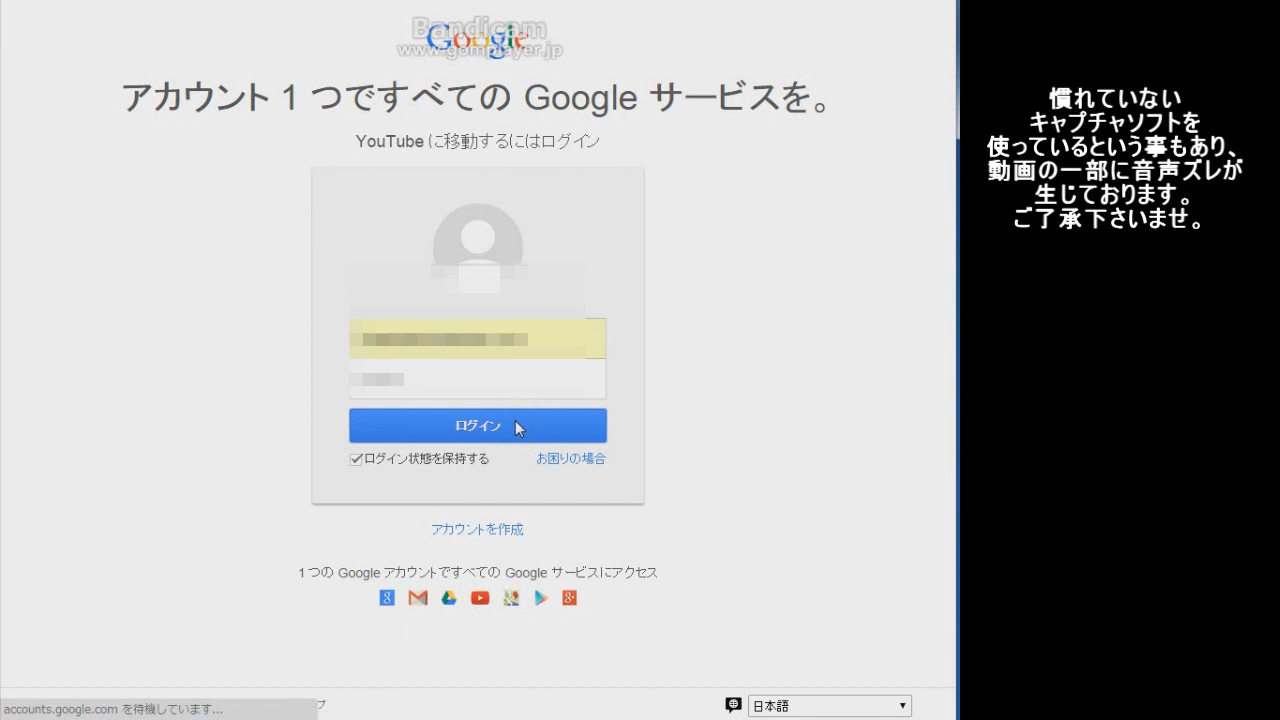 Bandicam
Google
www.gomplayer.jp
アカウント 1 つですべての Google サービスを。
YouTube に移動するにはログイン
ログイン
ログイン状態を保持する
お困りの場合
アカウントを作成
1 つの Google アカウントですべての Google サービスにアクセス
accounts.google.com を待機しています...
プ
日本語
慣れていない
キャプチャソフトを
使っているという事もあり、
動画の一部に音声ズレが
生じております。
ご了承下さいませ。